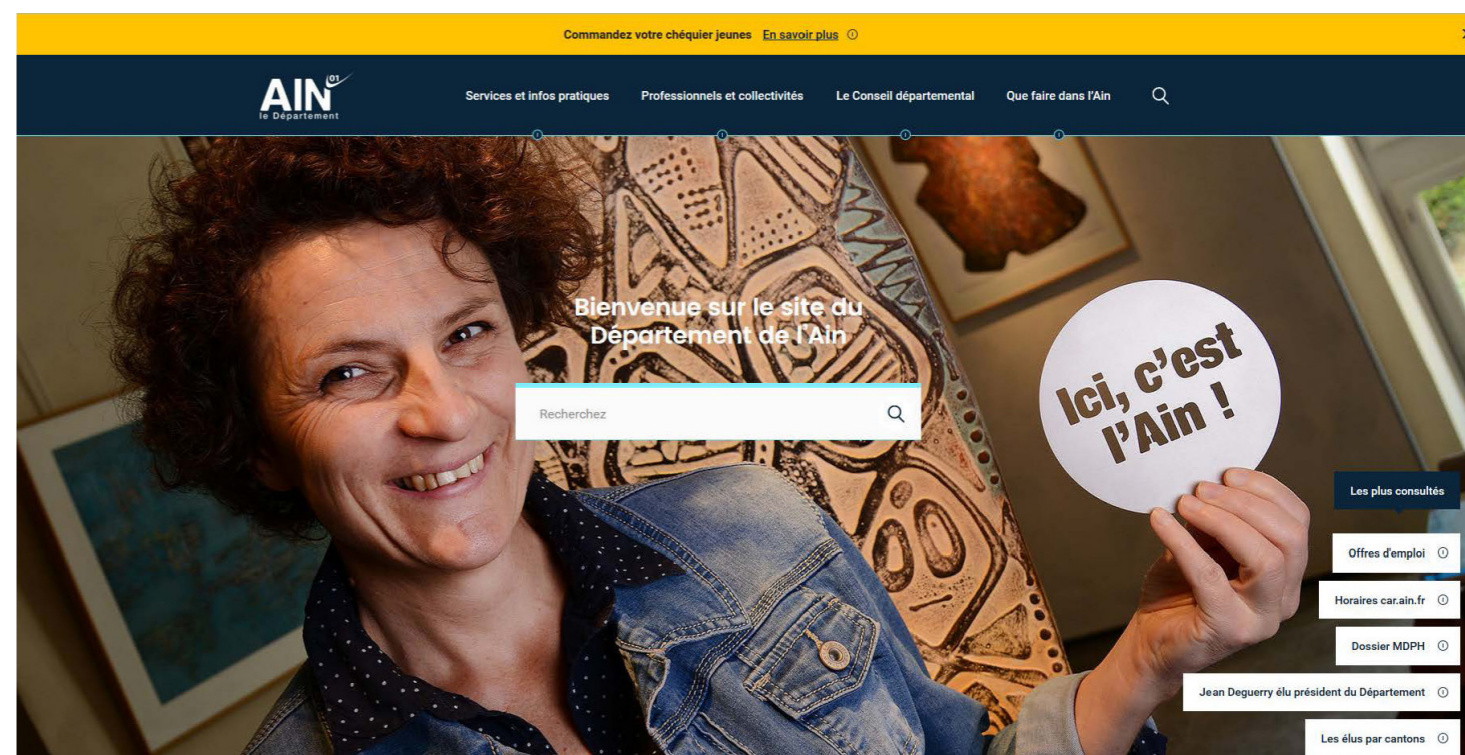 Commandez votre chéquier jeunes En savoir plus
AIN 01
le Département
Services et infos pratiques Professionnels et collectivités Le Conseil départemental Que faire dans l'Ain
Bienvenue sur le site du
Département de l'Ain
Recherchez
Ici, c'est
l'Ain !
Les plus consultés
Offres d'emploi
Horaires car.ain.fr
Dossier MDPH
Jean Deguerry élu président du Département
Les élus par cantons